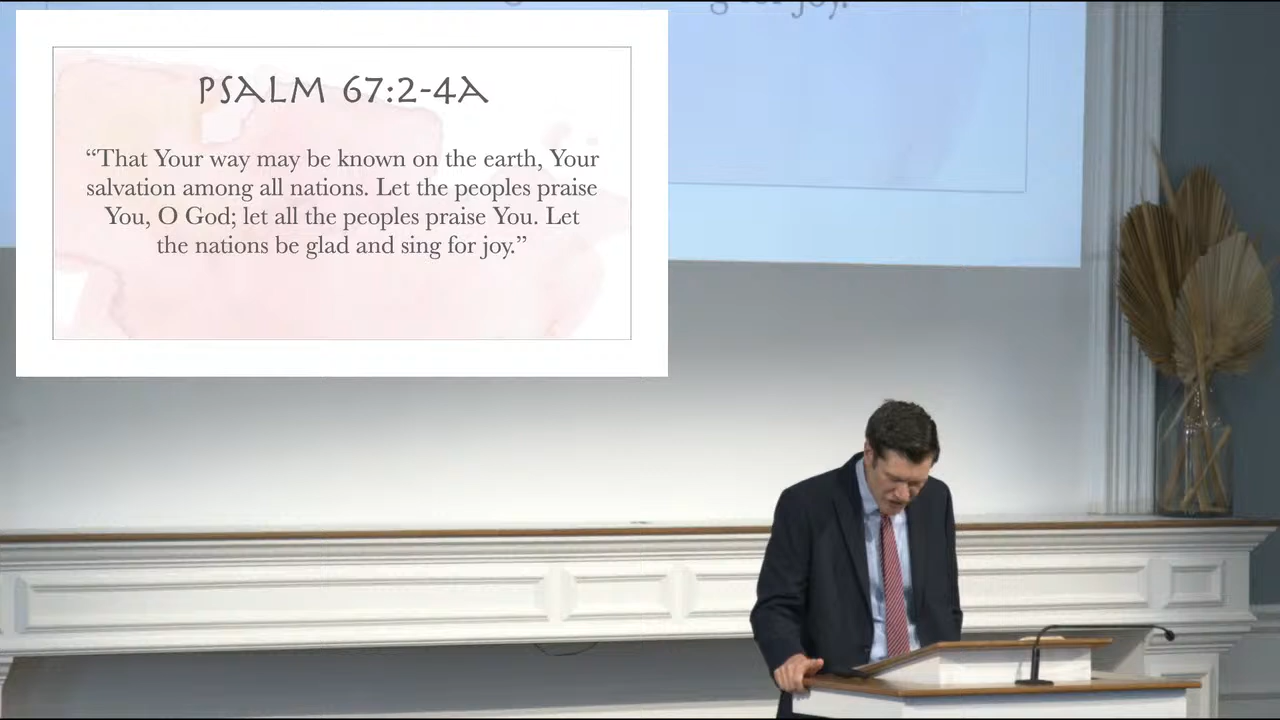 PSALM 67:2-4A
“That Your way may be known on the earth, Your
salvation among all nations. Let the peoples praise
You, O God; let all the peoples praise You. Let
the nations be glad and sing for joy.”
joy.